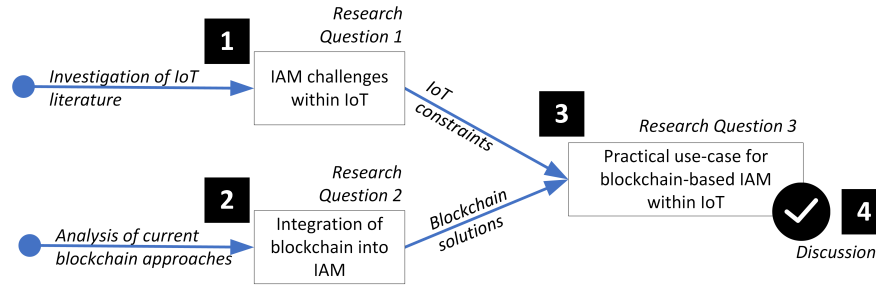 1
Research
Question 1
Investigation of IoT
literature
IAM challenges
within IoT
IoT
constraints
2
Research
Question 2
Analysis of current
blockchain approaches
Integration of
blockchain into
IAM
Blockchain
solutions
3
Research Question 3
Practical use-case for
blockchain-based IAM
within IoT
4
Discussion